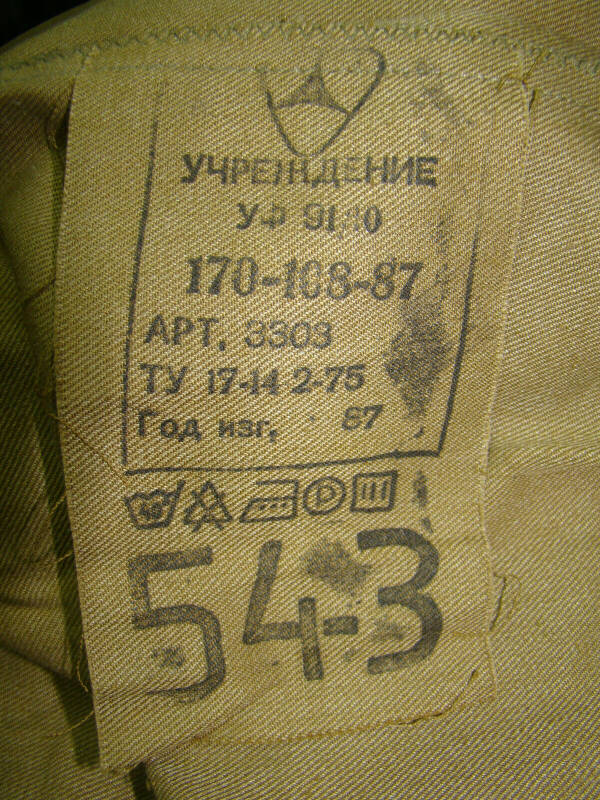 УЧРЕЖДЕНИЕ
УФ 91/10
170-108-87
АРТ. 3303
ТУ 17-14 2-75
Год изг. 87
54-3